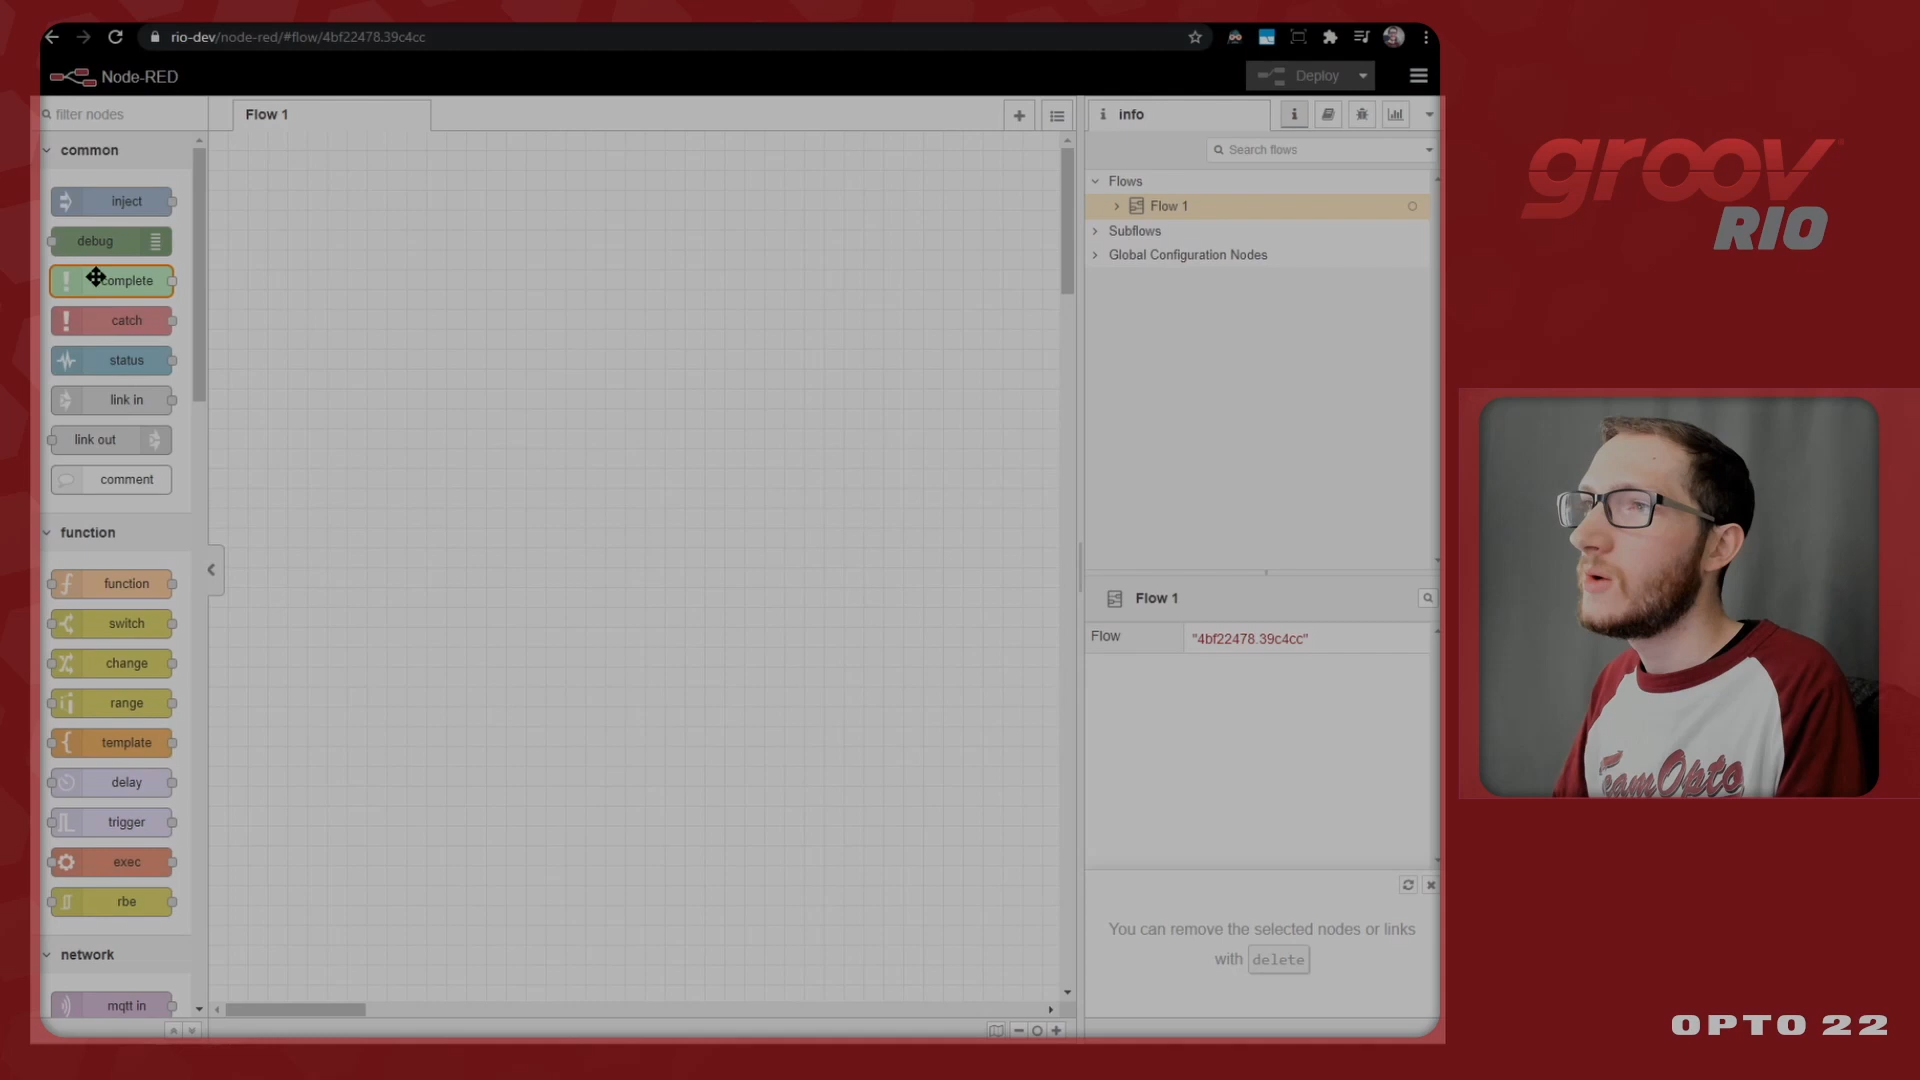 rio-dev/node-red/#flow/4bf22478.39c4cc
Node-RED
Deploy
filter nodes
Flow 1
info
common
Search flows
inject
Flows
Flow 1
debug
Subflows
Global Configuration Nodes
complete
catch
status
link in
link out
comment
function
function
switch
change
range
template
delay
trigger
exec
rbe
network
mqtt in
Flow 1
Flow
"4bf22478.39c4cc"
You can remove the selected nodes or links
with delete
groov
RIO
TeamOpto
OPTO 22